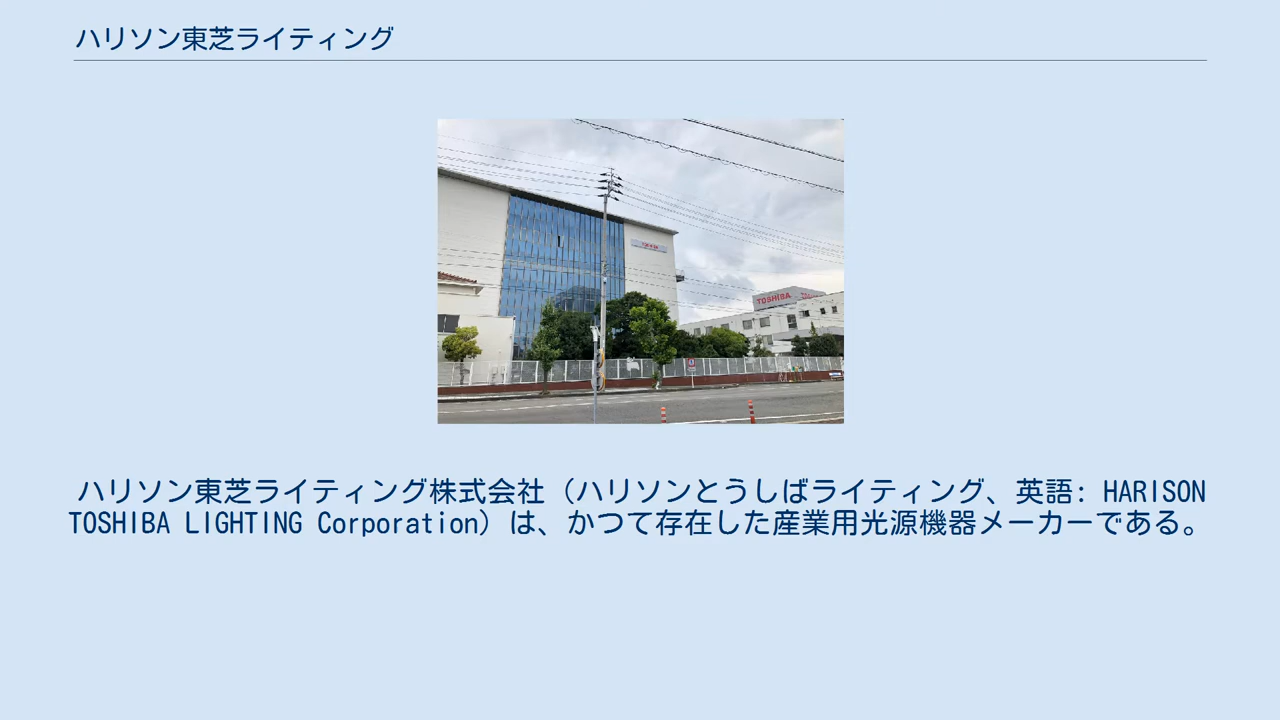 ハリソン東芝ライティング
TOSHIBA
ハリソン東芝ライティング株式会社（ハリソンとうしばライティング、英語: HARISON
TOSHIBA LIGHTING Corporation）は、かつて存在した産業用光源機器メーカーである。